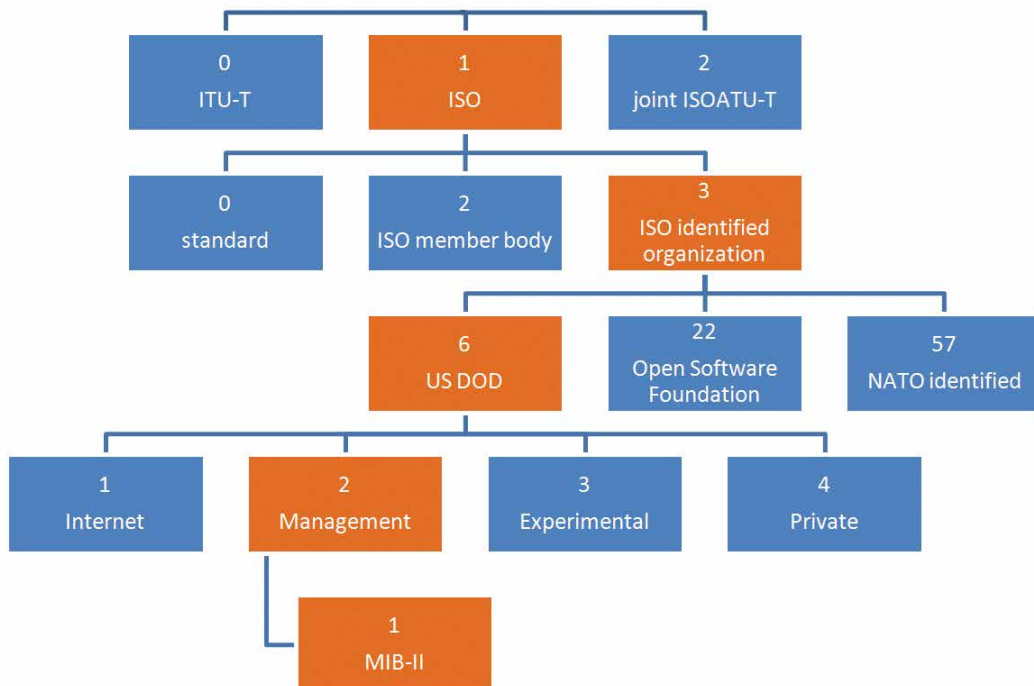 0
ITU-T
1
ISO
2
joint ISOATU-T
0
standard
2
ISO member body
3
ISO identified
organization
6
US DOD
22
Open Software
Foundation
57
NATO identified
1
Internet
2
Management
3
Experimental
4
Private
1
MIB-II